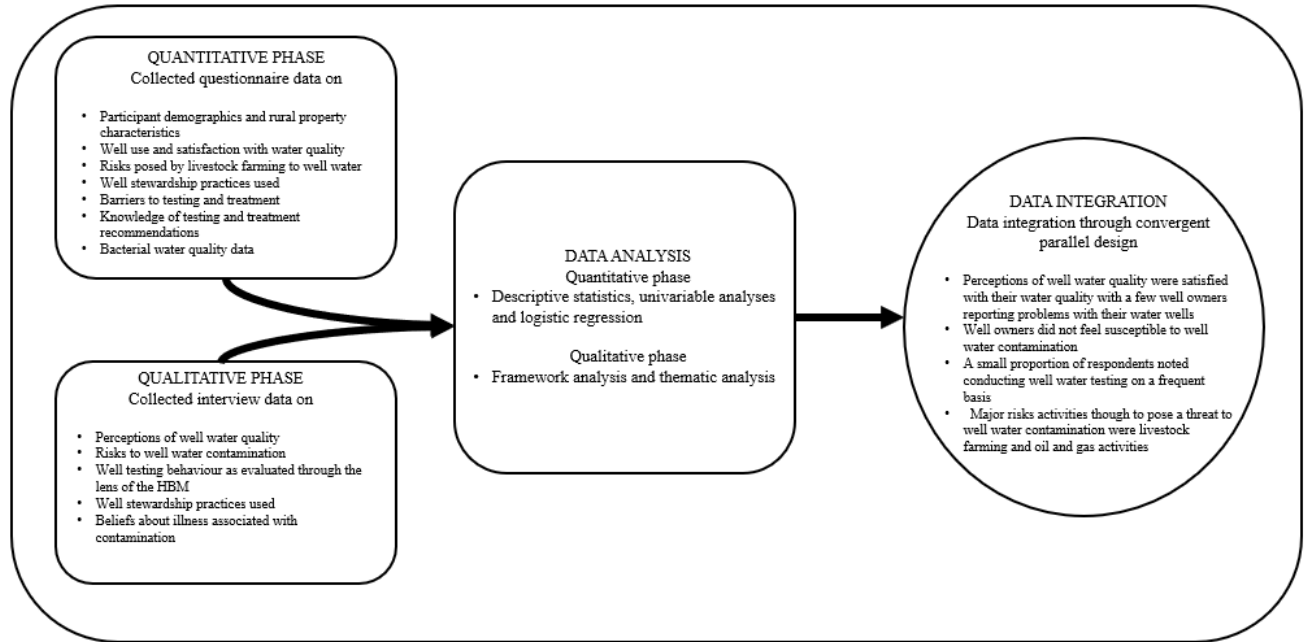 QUANTITATIVE PHASE
Collected questionnaire data on
• Participant demographics and rural property
characteristics
• Well use and satisfaction with water quality
• Risks posed by livestock farming to well water
• Well stewardship practices used
• Barriers to testing and treatment
• Knowledge of testing and treatment
recommendations
• Bacterial water quality data
QUALITATIVE PHASE
Collected interview data on
• Perceptions of well water quality
• Risks to well water contamination
• Well testing behaviour as evaluated through the
lens of the HBM
• Well stewardship practices used
• Beliefs about illness associated with
contamination
DATA ANALYSIS
Quantitative phase
• Descriptive statistics, univariable analyses
and logistic regression
Qualitative phase
• Framework analysis and thematic analysis
DATA INTEGRATION
Data integration through convergent
parallel design
• Perceptions of well water quality were satisfied
with their water quality with a few well owners
reporting problems with their water wells
• Well owners did not feel susceptible to well
water contamination
• A small proportion of respondents noted
conducting well water testing on a frequent
basis
• Major risks activities though to pose a threat to
well water contamination were livestock
farming and oil and gas activities